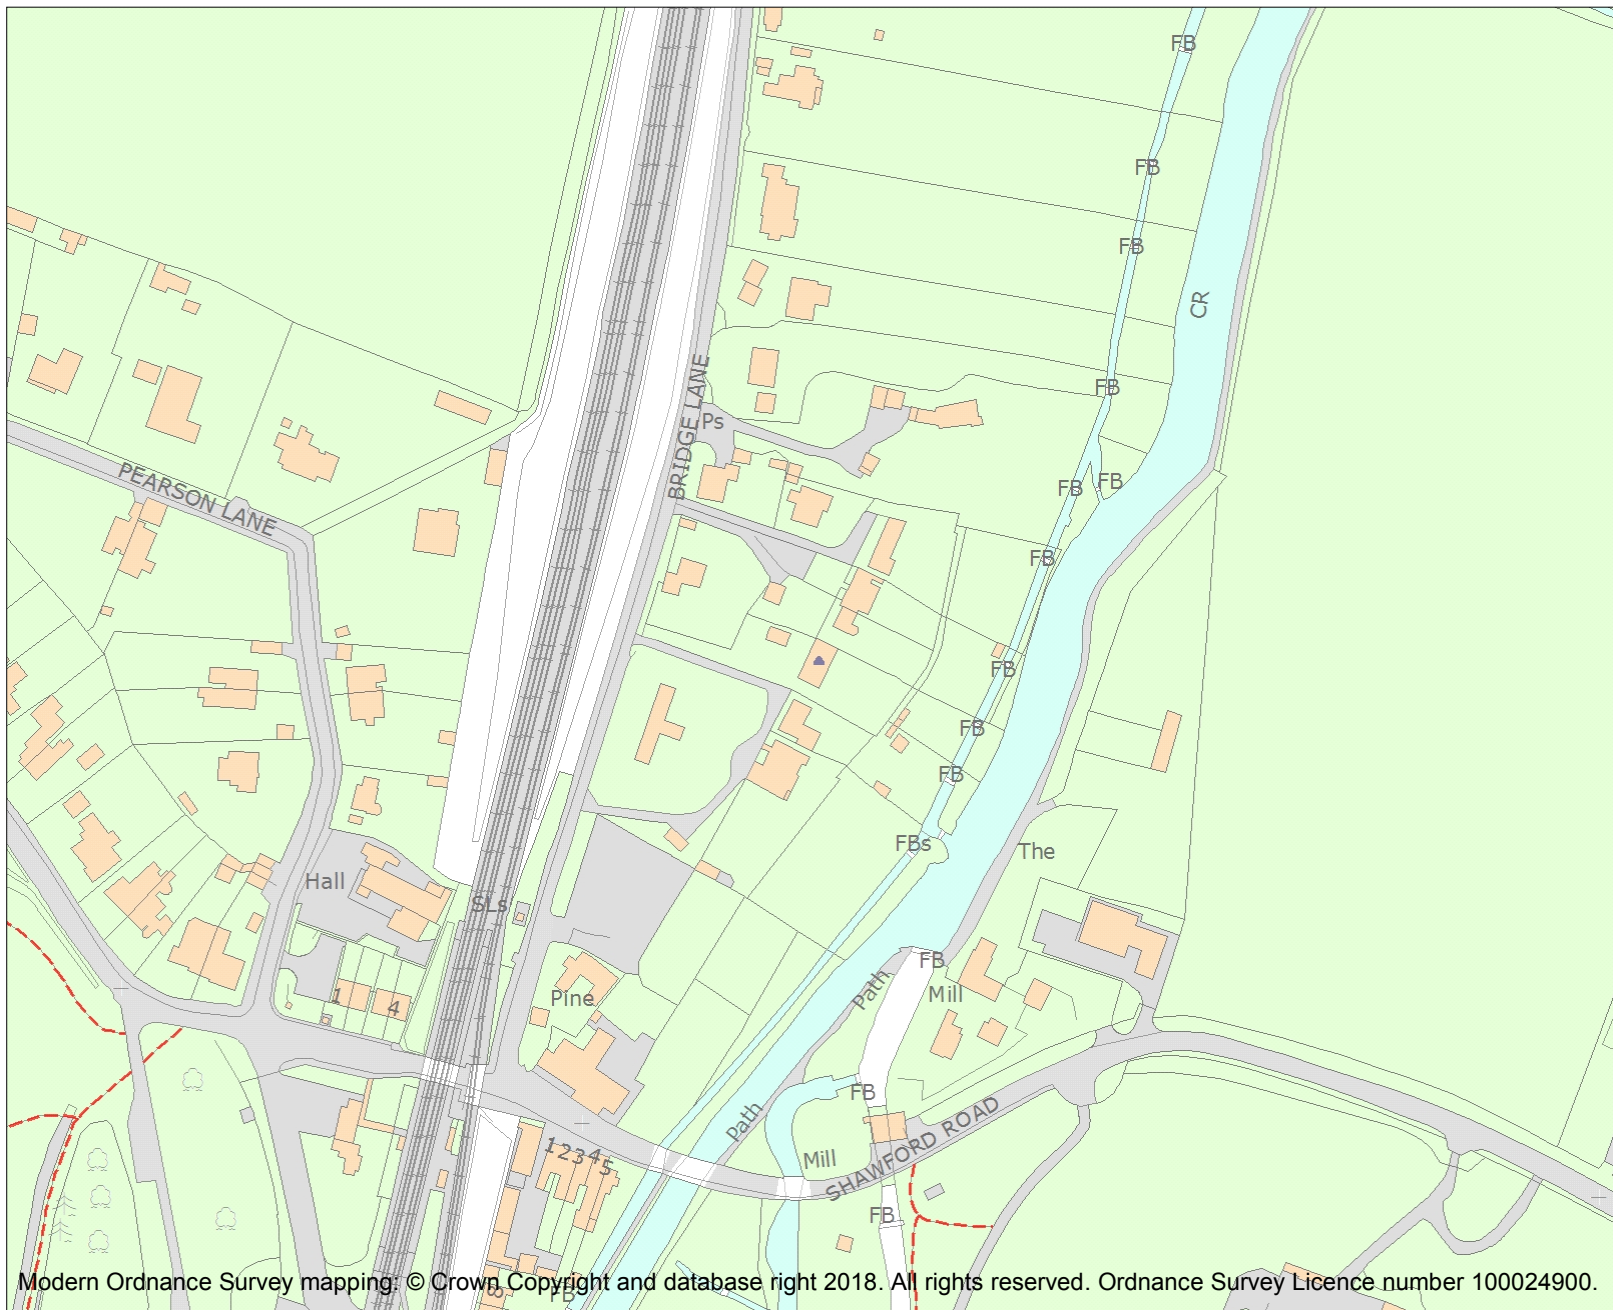 FB
FB
FB
CR
BRIDGE LANE
FB
Ps
PEARSON LANE
FB
FB
FB
FB
FB
FB
FBs
The
Hall
SLs
FB
Path
Mill
Pine
1
4
FB
Path
SHAWFORD ROAD
12345
Mill
FB
FB
8
Modern Ordnance Survey mapping: © Crown Copyright and database right 2018. All rights reserved. Ordnance Survey Licence number 100024900.